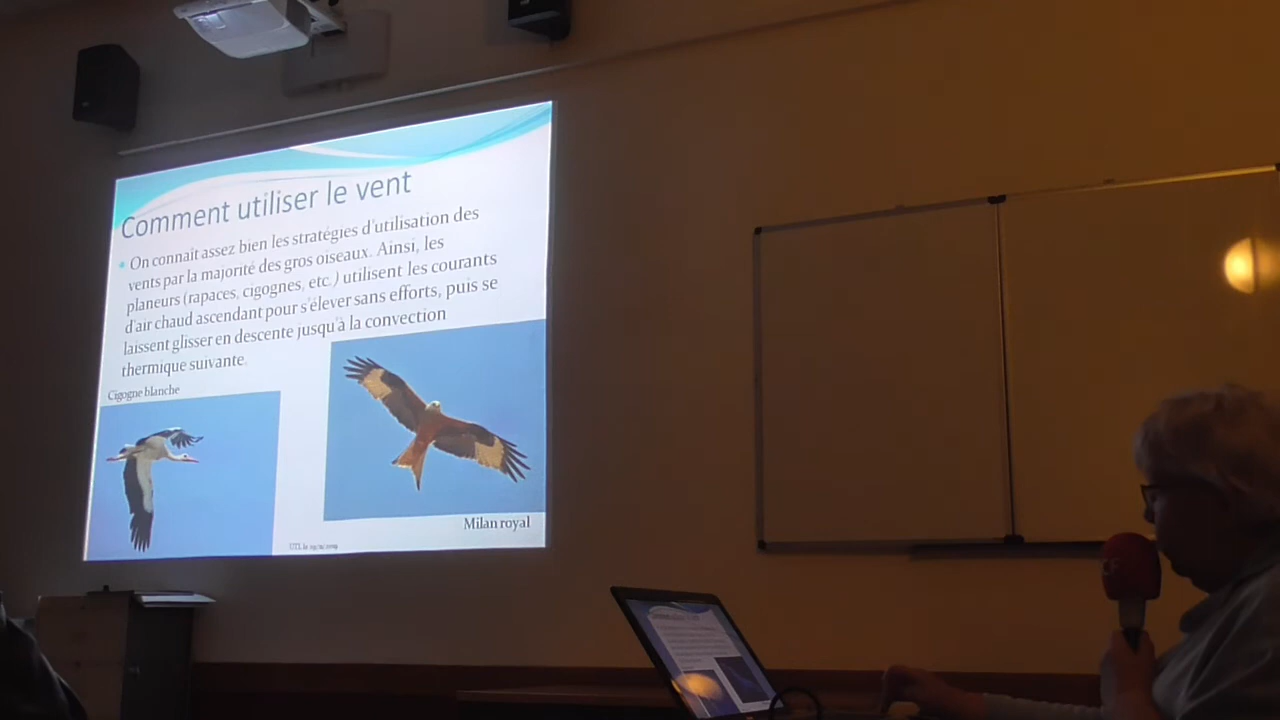 Comment utiliser le vent
On connait assez bien les stratégies d'utilisation des
vents par la majorité des gros oiseaux. Ainsi, les
planeurs (rapaces, cigognes, etc.) utilisent les courants
d'air chaud ascendant pour s'élever sans efforts, puis se
laissent glisser en descente jusqu'à la convection
thermique suivante.
Cigogne blanche
Milan royal